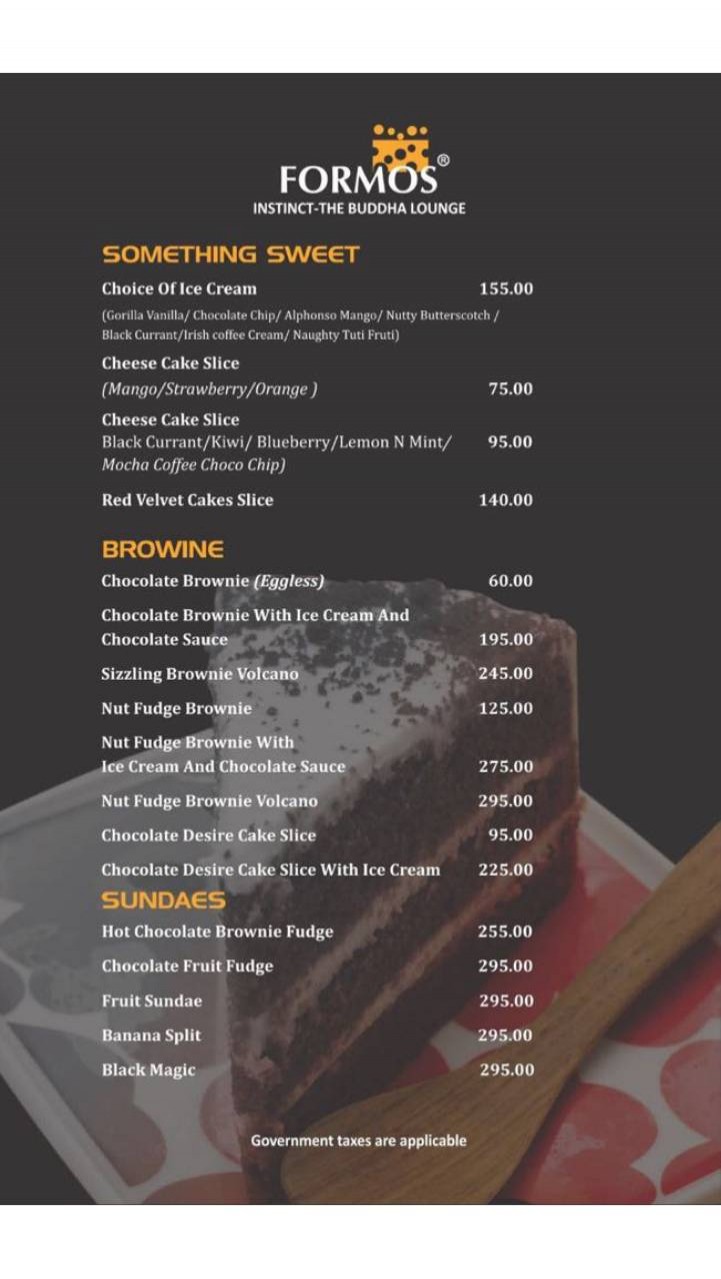 FORMOS®
INSTINCT-THE BUDDHA LOUNGE
SOMETHING SWEET
Choice Of Ice Cream 155.00
(Gorilla Vanilla/ Chocolate Chip/ Alphonso Mango/ Nutty Butterscotch /
Black Currant/Irish coffee Cream/ Naughty Tuti Fruti)
Cheese Cake Slice
(Mango/Strawberry/Orange ) 75.00
Cheese Cake Slice
Black Currant/Kiwi/ Blueberry/Lemon N Mint/ 95.00
Mocha Coffee Choco Chip)
Red Velvet Cakes Slice 140.00
BROWINE
Chocolate Brownie (Eggless) 60.00
Chocolate Brownie With Ice Cream And
Chocolate Sauce 195.00
Sizzling Brownie Volcano 245.00
Nut Fudge Brownie 125.00
Nut Fudge Brownie With
Ice Cream And Chocolate Sauce 275.00
Nut Fudge Brownie Volcano 295.00
Chocolate Desire Cake Slice 95.00
Chocolate Desire Cake Slice With Ice Cream 225.00
SUNDAES
Hot Chocolate Brownie Fudge 255.00
Chocolate Fruit Fudge 295.00
Fruit Sundae 295.00
Banana Split 295.00
Black Magic 295.00
Government taxes are applicable